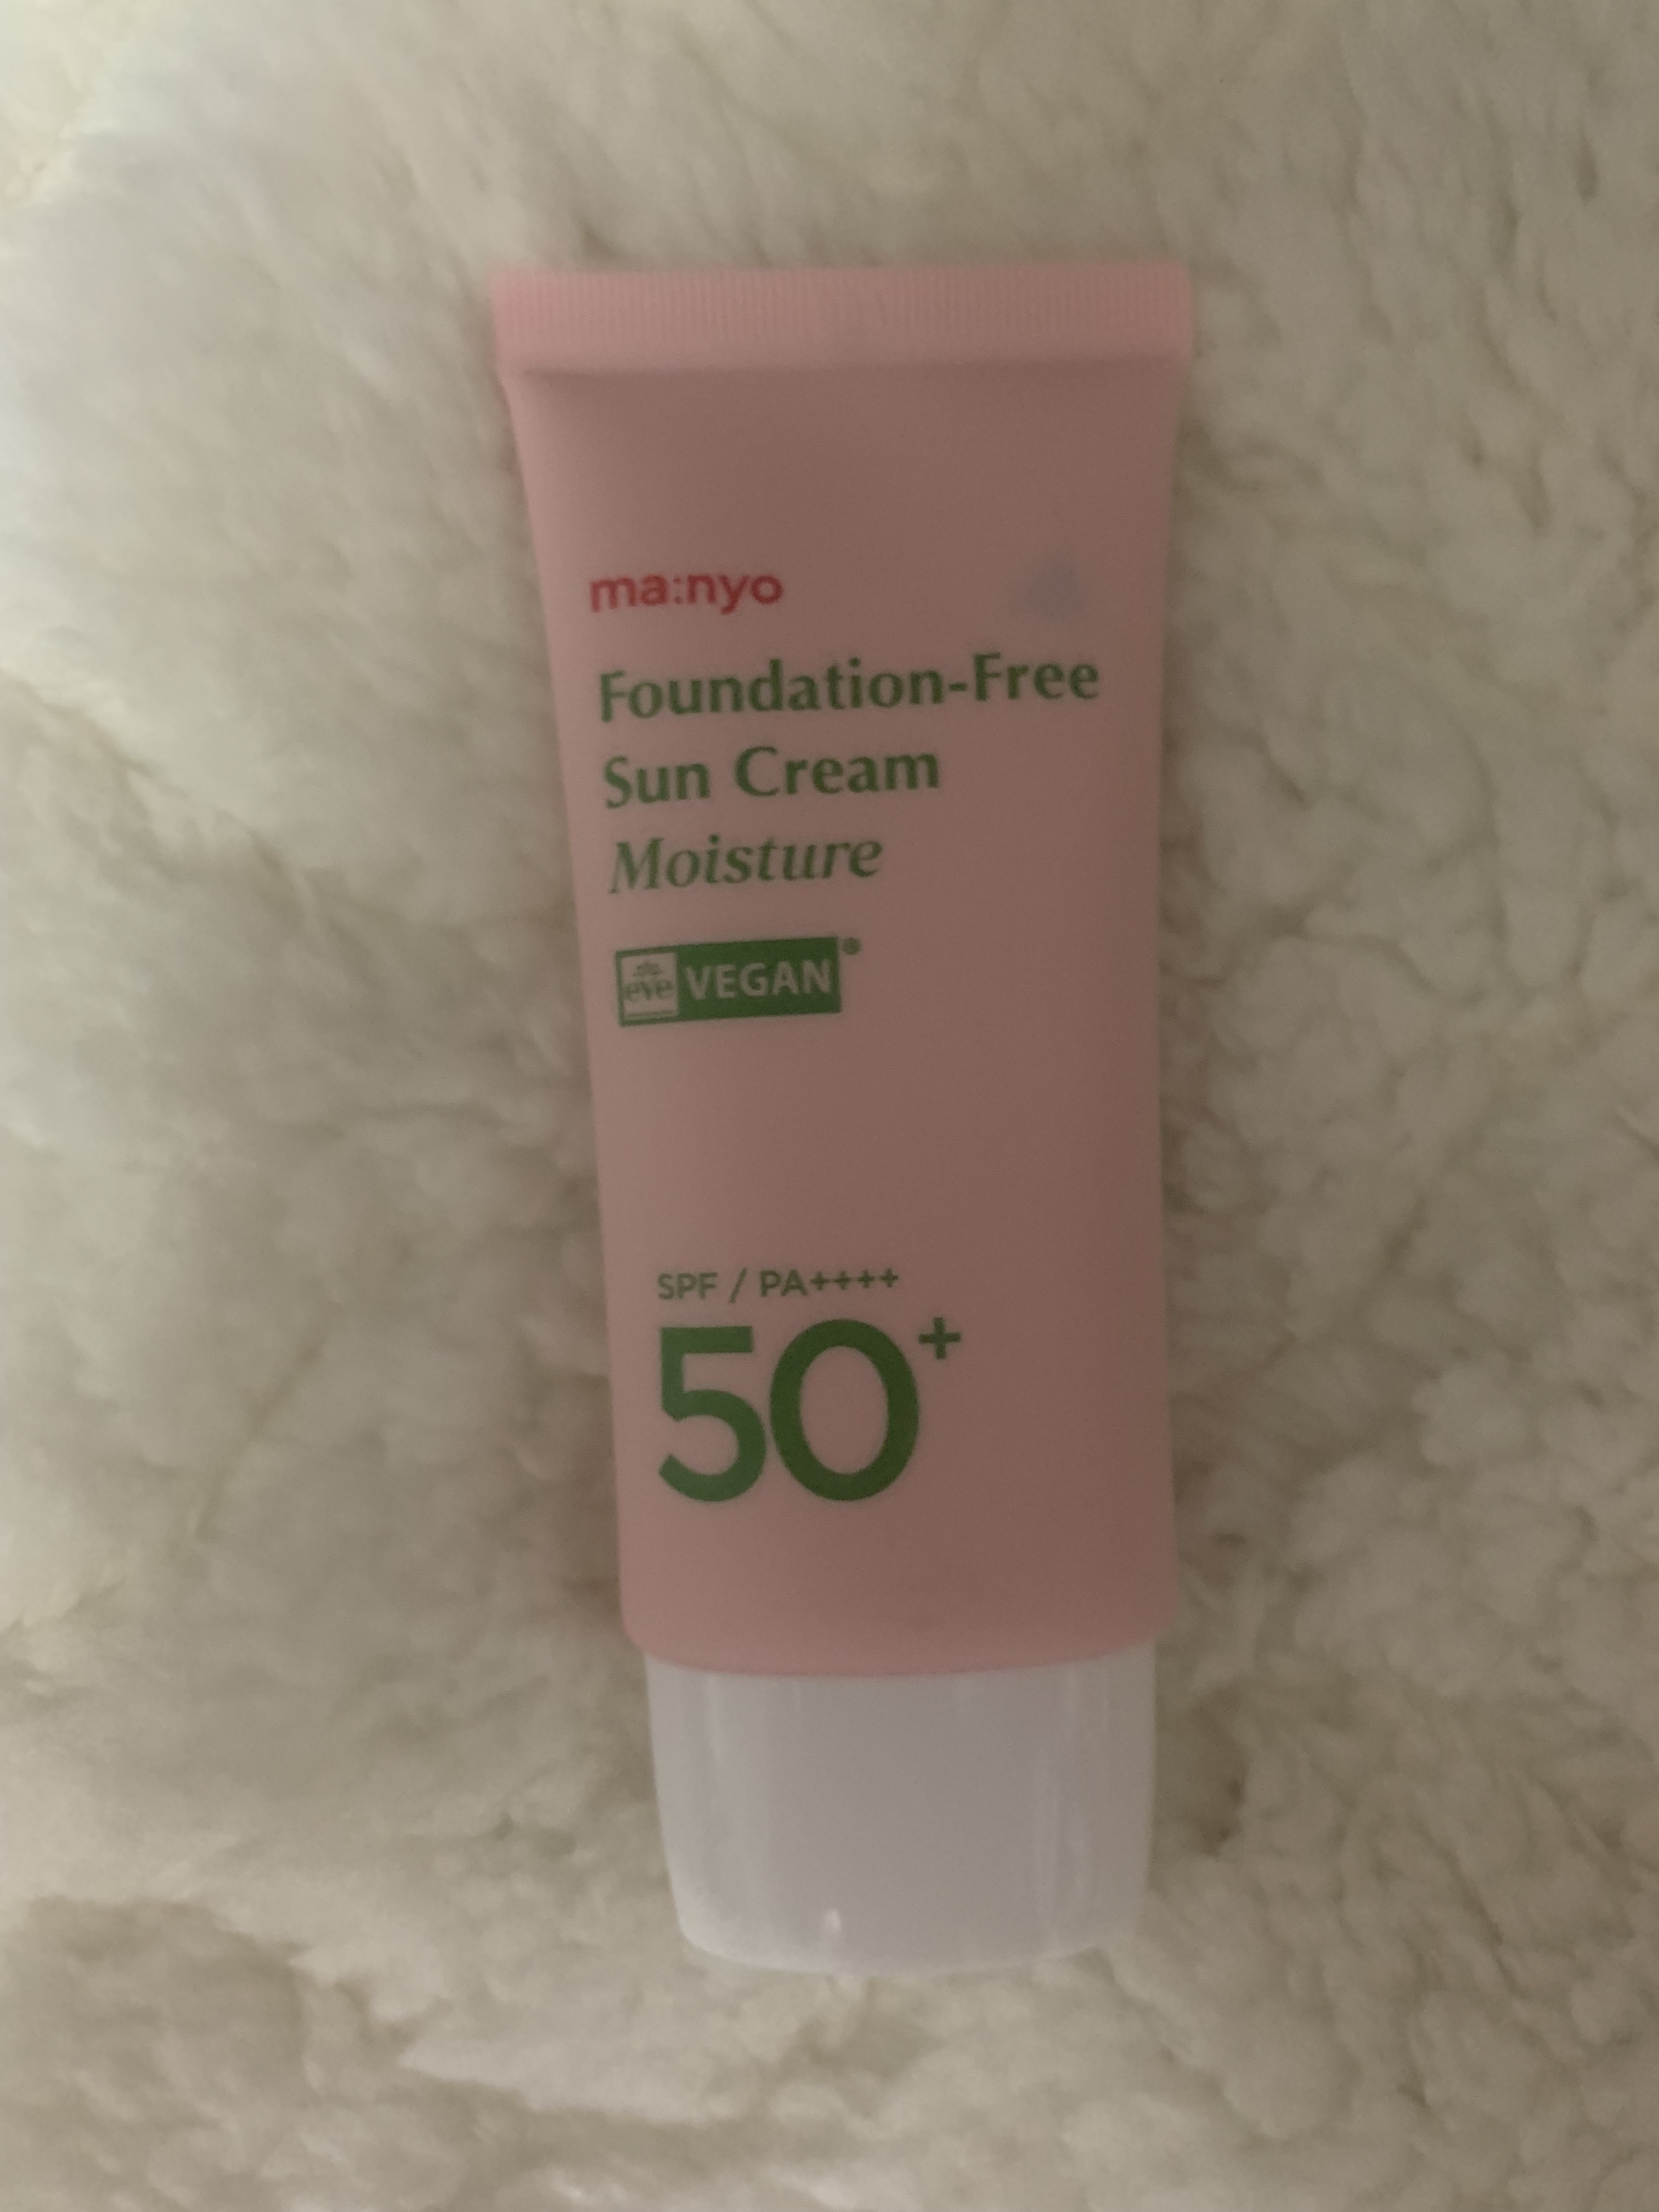 ma:nyo
Foundation-Free
Sun Cream
Moisture
eve VEGAN®
SPF / PA++++
50+